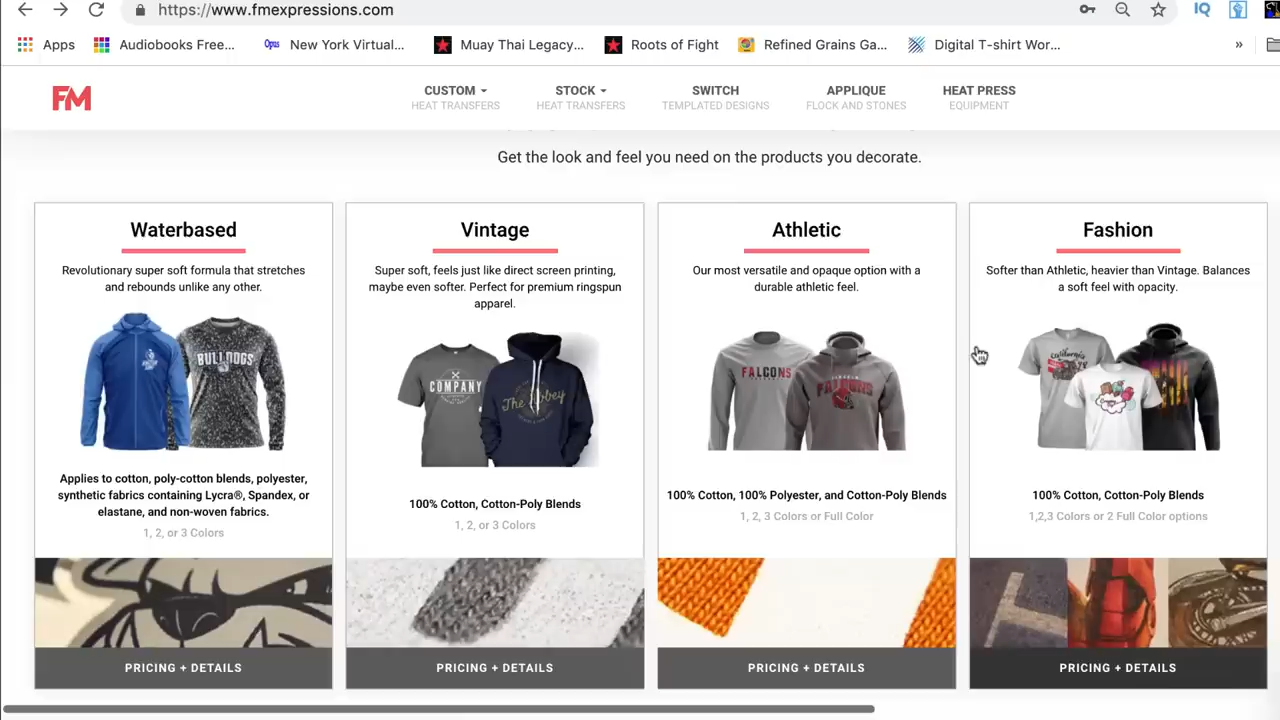 https://www.fmexpressions.com
IQ
Apps
Audiobooks Free...
Opus
New York Virtual...
Muay Thai Legacy...
Roots of Fight
Refined Grains Ga...
Digital T-shirt Wor...
»
FM
CUSTOM
HEAT TRANSFERS
STOCK
HEAT TRANSFERS
SWITCH
TEMPLATED DESIGNS
APPLIQUE
FLOCK AND STONES
HEAT PRESS
EQUIPMENT
Get the look and feel you need on the products you decorate.
Waterbased
Revolutionary super soft formula that stretches
and rebounds unlike any other.
BULLDOGS
Applies to cotton, poly-cotton blends, polyester,
synthetic fabrics containing Lycra®, Spandex, or
elastane, and non-woven fabrics.
1, 2, or 3 Colors
PRICING + DETAILS
Vintage
Super soft, feels just like direct screen printing,
maybe even softer. Perfect for premium ringspun
apparel.
COMPANY
The Abbey
100% Cotton, Cotton-Poly Blends
1, 2, or 3 Colors
PRICING + DETAILS
Athletic
Our most versatile and opaque option with a
durable athletic feel.
FALCONS
FALCONS
100% Cotton, 100% Polyester, and Cotton-Poly Blends
1, 2, 3 Colors or Full Color
PRICING + DETAILS
Fashion
Softer than Athletic, heavier than Vintage. Balances
a soft feel with opacity.
California
100% Cotton, Cotton-Poly Blends
1,2,3 Colors or 2 Full Color options
PRICING + DETAILS